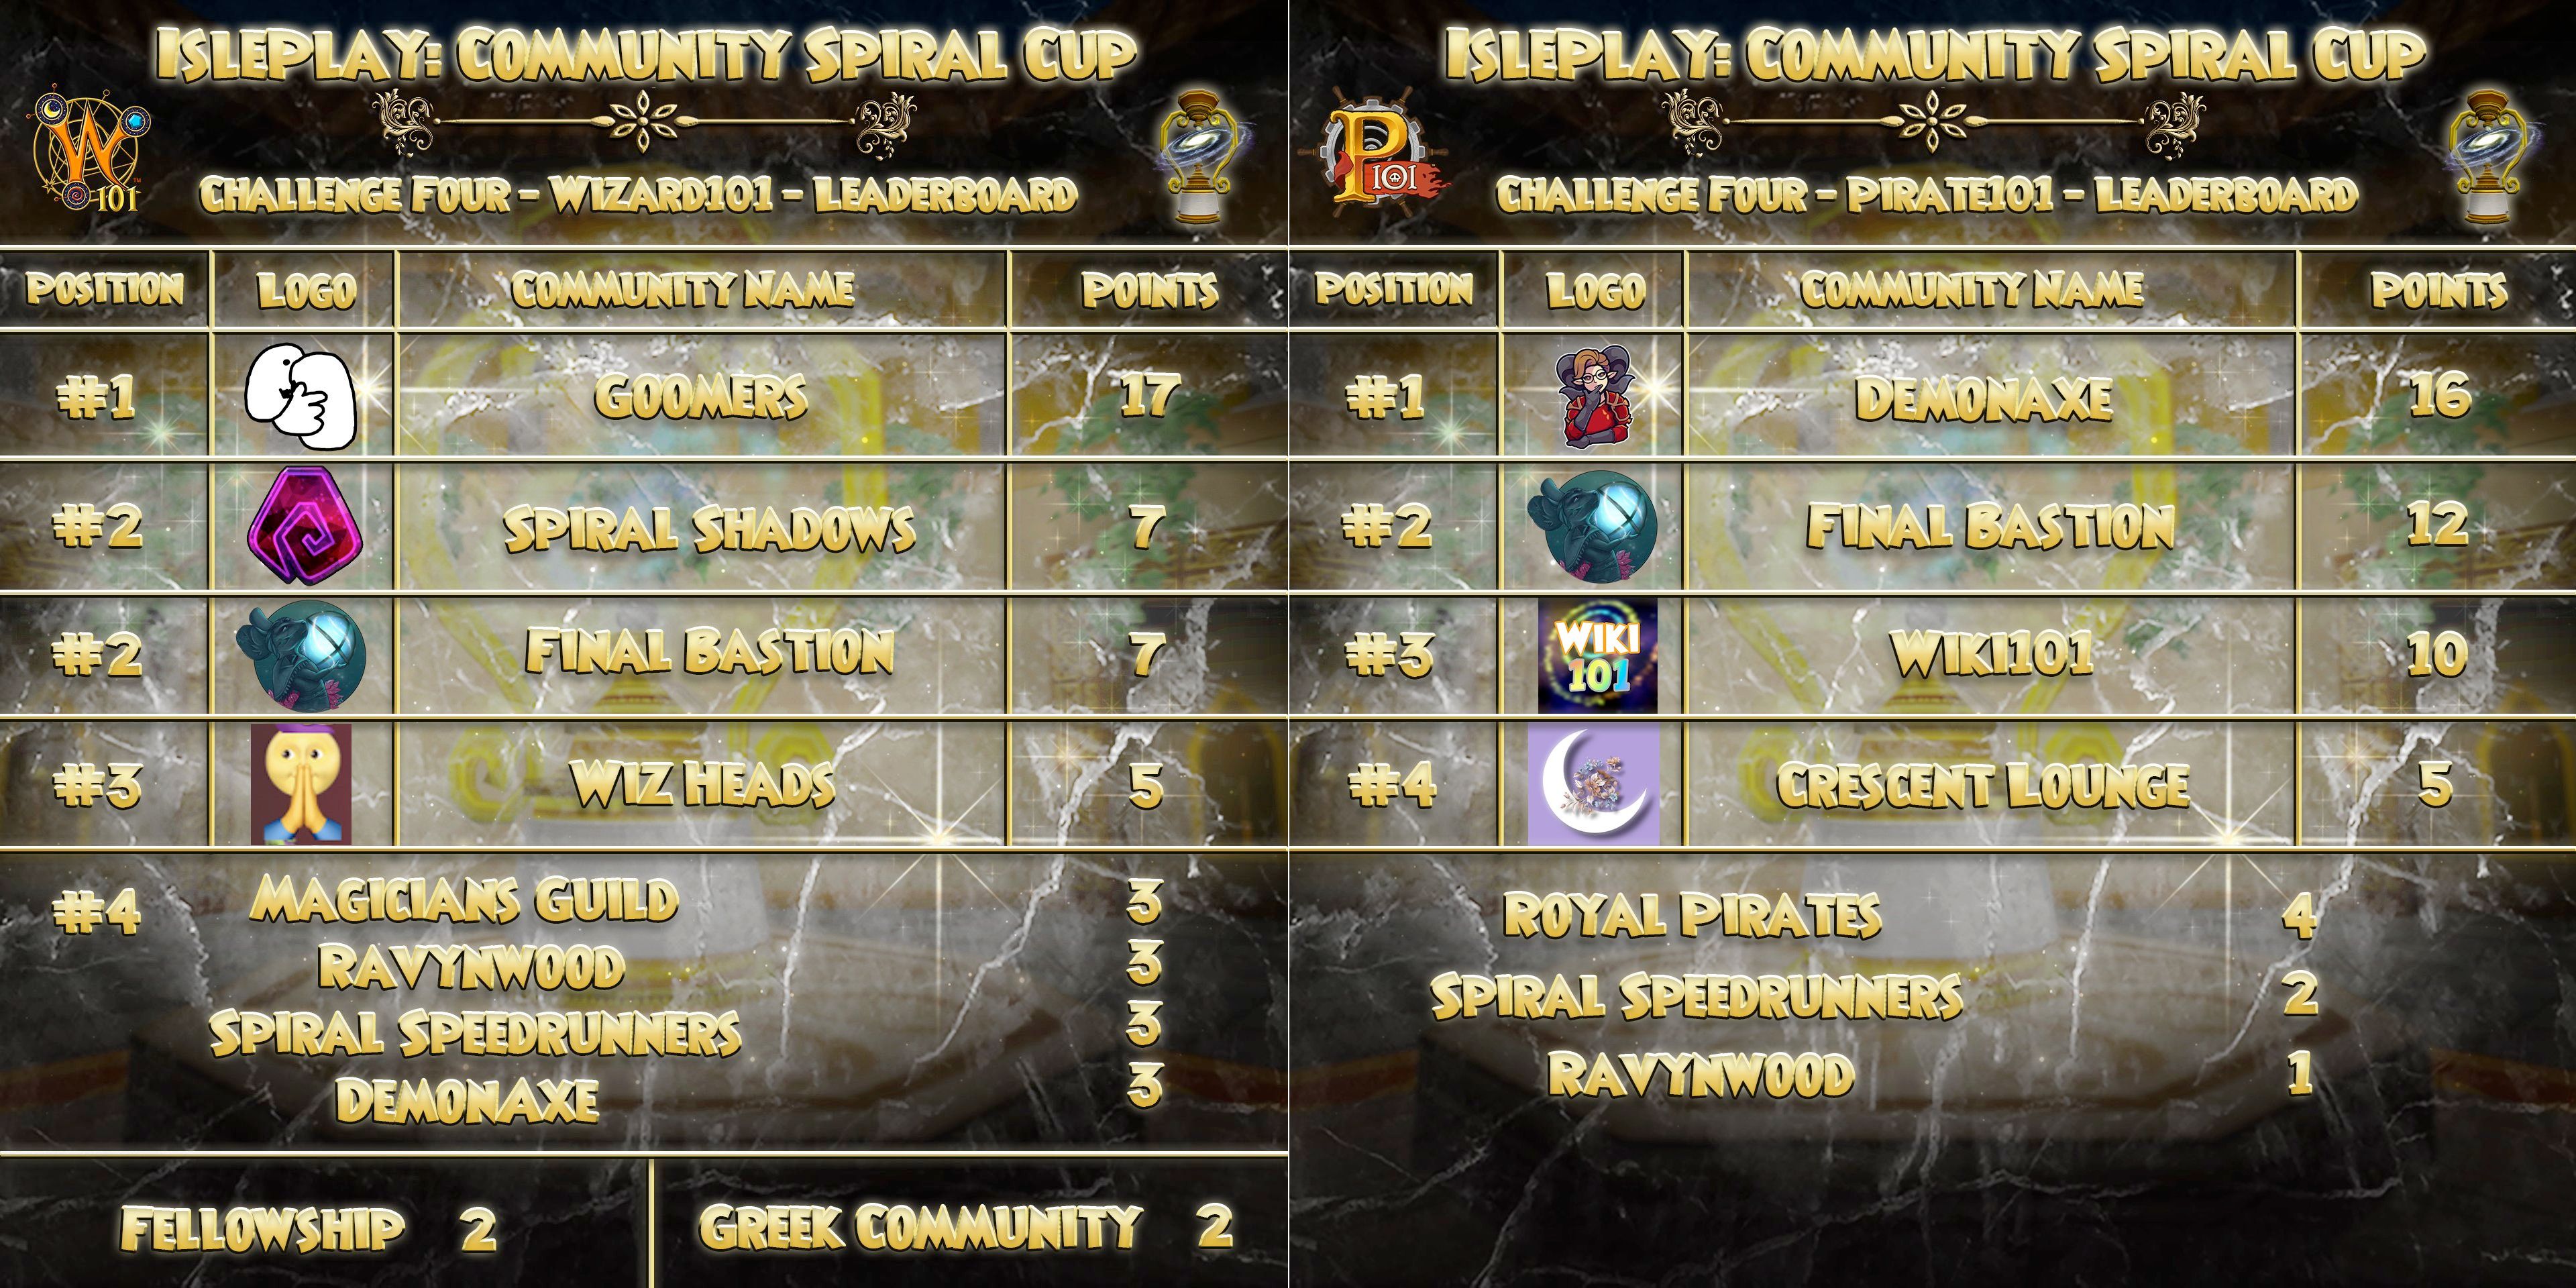 Isleplay: Community Spiral Cup
W 101
Challenge Four - Wizard101 - Leaderboard
Position Logo Community Name Points
#1 Goomers 17
#2 Spiral Shadows 7
#2 Final Bastion 7
#3 Wiz Heads 5
#4 Magicians Guild 3
Ravynwood 3
Spiral Speedrunners 3
Demonaxe 3
Fellowship 2 Greek Community 2
Isleplay: Community Spiral Cup
P 101
Challenge Four - Pirate101 - Leaderboard
Position Logo Community Name Points
#1 Demonaxe 16
#2 Final Bastion 12
#3 WIKI 101 Wiki101 10
#4 Crescent Lounge 5
Royal Pirates 4
Spiral Speedrunners 2
Ravynwood 1